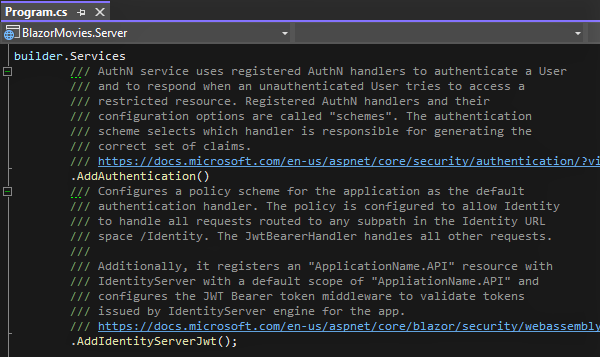 Program.cs
BlazorMovies.Server
builder.Services
/// AuthN service uses registered AuthN handlers to authenticate a User
/// and to respond when an unauthenticated User tries to access a
/// restricted resource. Registered AuthN handlers and their
/// configuration options are called "schemes". The authentication
/// scheme selects which handler is responsible for generating the
/// correct set of claims.
/// https://docs.microsoft.com/en-us/aspnet/core/security/authentication/?vi
.AddAuthentication()
/// Configures a policy scheme for the application as the default
/// authentication handler. The policy is configured to allow Identity
/// to handle all requests routed to any subpath in the Identity URL
/// space /Identity. The JwtBearerHandler handles all other requests.
///
/// Additionally, it registers an "ApplicationName.API" resource with
/// IdentityServer with a default scope of "AppliationName.API" and
/// configures the JWT Bearer token middleware to validate tokens
/// issued by IdentityServer engine for the app.
/// https://docs.microsoft.com/en-us/aspnet/core/blazor/security/webassembly
.AddIdentityServerJwt();